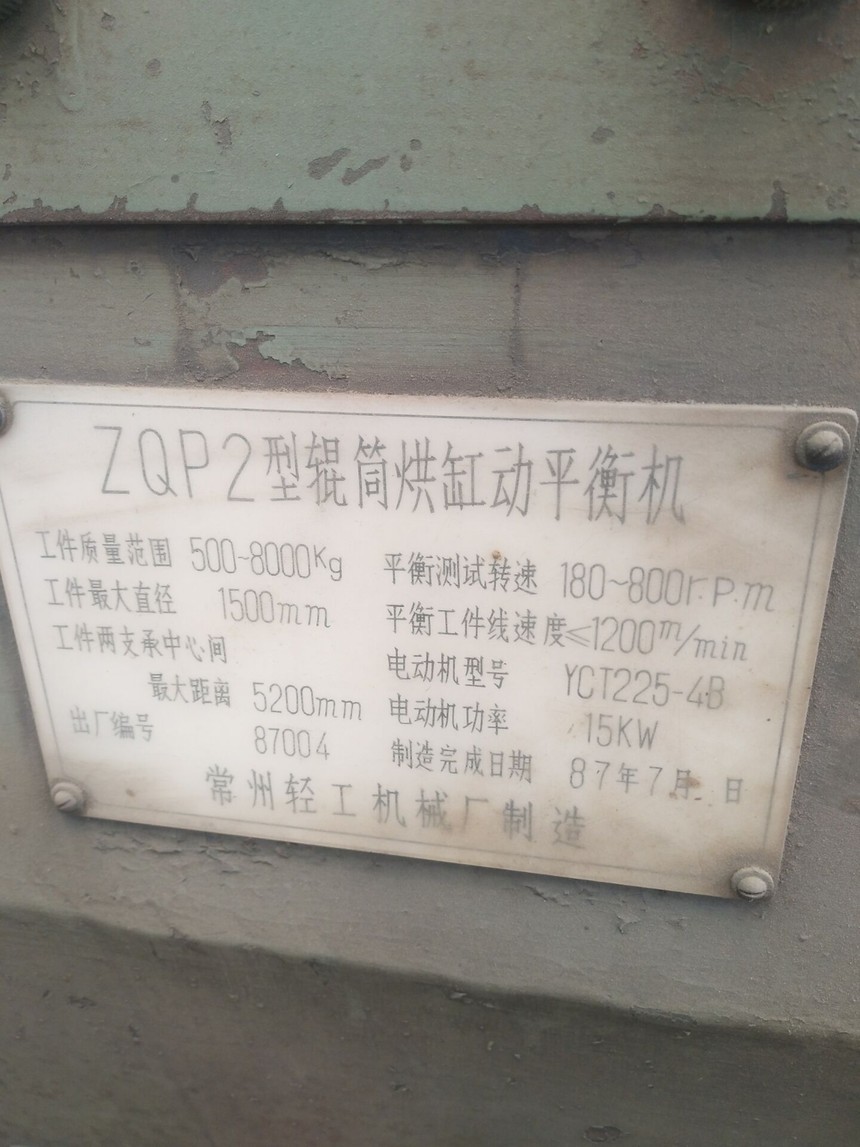 ZQP2型辊筒烘缸动平衡机
工件质量范围 500~8000Kg
工件最大直径 1500mm
工件两支承中心间
最大距离 5200mm
出厂编号 87004
平衡测试转速 180~800r.p.m
平衡工件线速度≤1200m/min
电动机型号 YCT225-4B
电动机功率 15KW
制造完成日期 87年7月 日
常州轻工机械厂制造